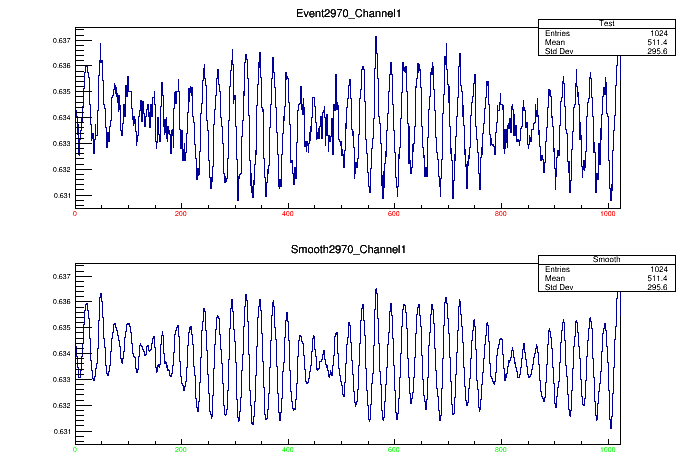 Event2970_Channel1
Test
Entries 1024
Mean 511.4
Std Dev 295.6
0.637
0.636
0.635
0.634
0.633
0.632
0.631
0 200 400 600 800 1000
Smooth2970_Channel1
Smooth
Entries 1024
Mean 511.4
Std Dev 295.6
0.637
0.636
0.635
0.634
0.633
0.632
0.631
0 200 400 600 800 1000